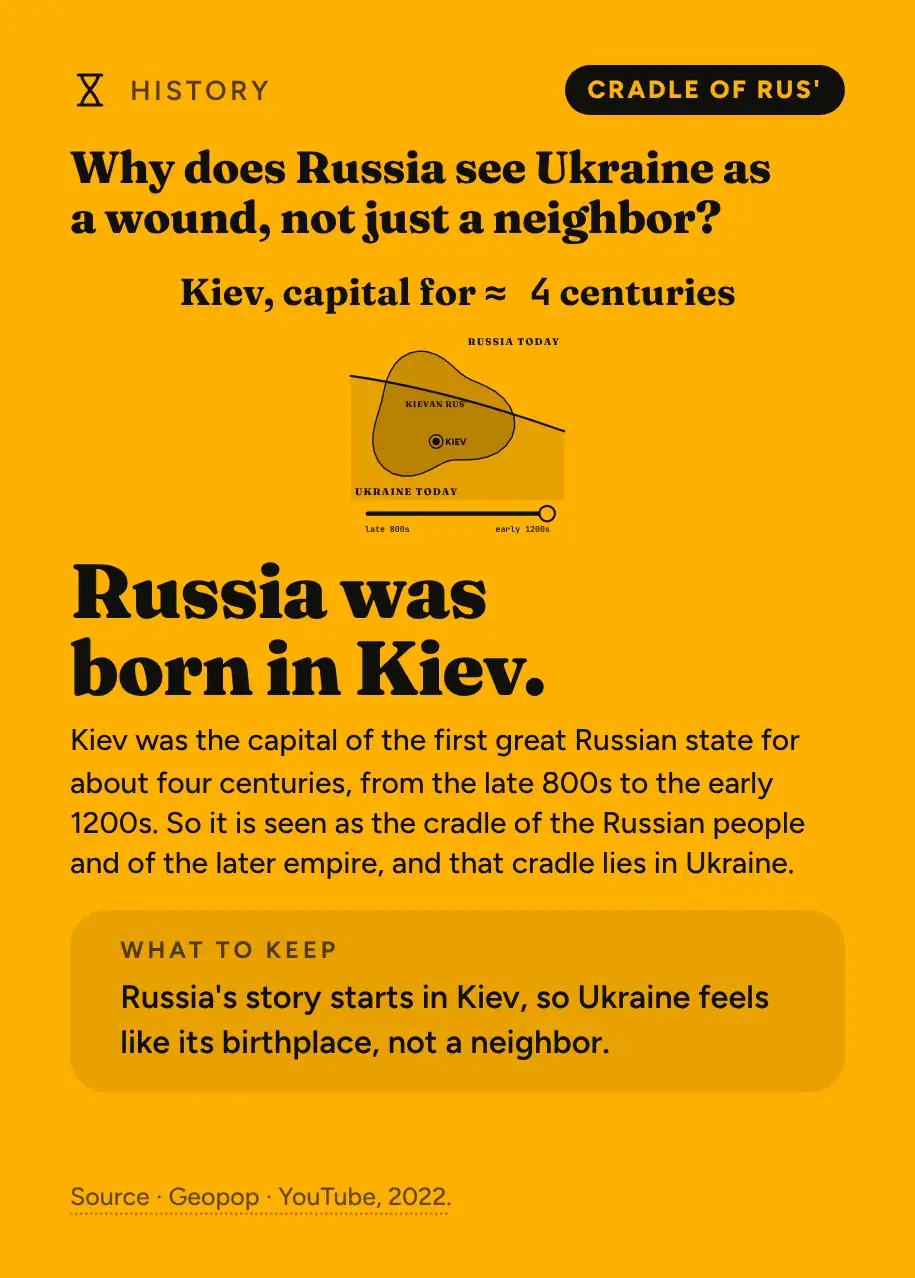 HISTORY
CRADLE OF RUS'
Why does Russia see Ukraine as
a wound, not just a neighbor?
Kiev, capital for ≈ 4 centuries
RUSSIA TODAY
KIEVAN RUS'
KIEV
UKRAINE TODAY
late 800s
early 1200s
Russia was
born in Kiev.
Kiev was the capital of the first great Russian state for
about four centuries, from the late 800s to the early
1200s. So it is seen as the cradle of the Russian people
and of the later empire, and that cradle lies in Ukraine.
WHAT TO KEEP
Russia's story starts in Kiev, so Ukraine feels
like its birthplace, not a neighbor.
Source · Geopop · YouTube, 2022.